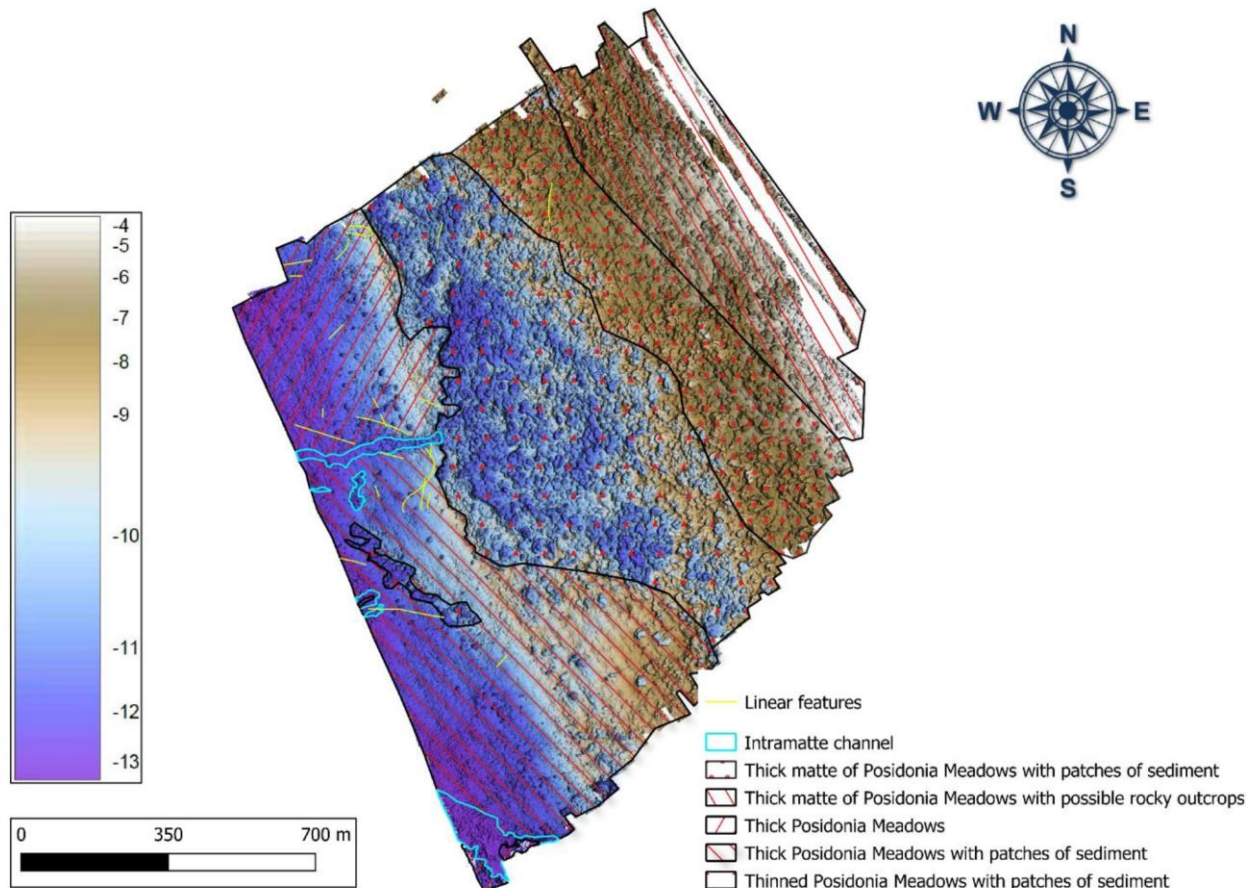 N
W E
S
-4
-5
-6
-7
-8
-9
-10
-11
-12
-13
0 350 700 m
Linear features
Intramatte channel
Thick matte of Posidonia Meadows with patches of sediment
Thick matte of Posidonia Meadows with possible rocky outcrops
Thick Posidonia Meadows
Thick Posidonia Meadows with patches of sediment
Thinned Posidonia Meadows with patches of sediment